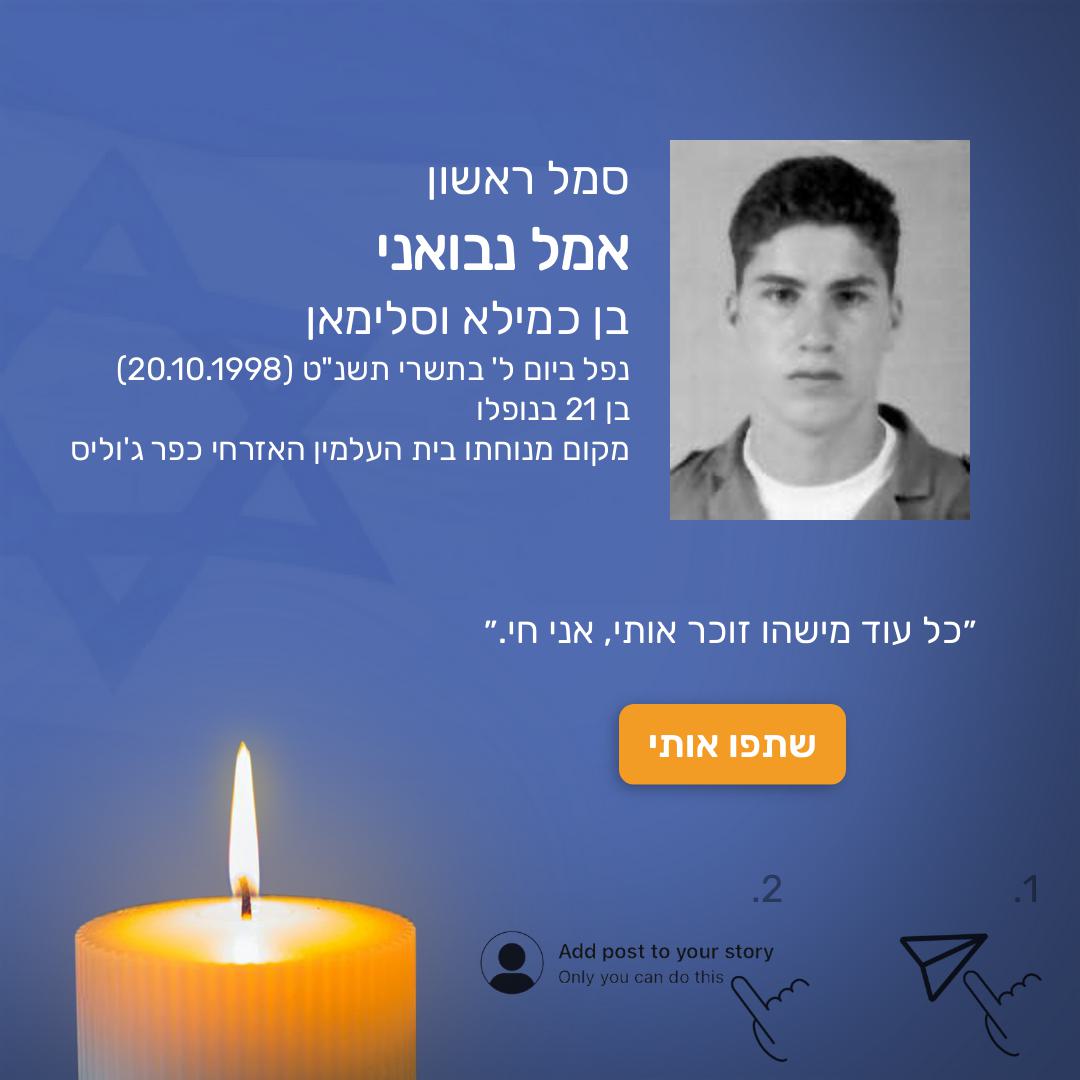 סמל ראשון
אמל נבואני
בן כמילא וסלימאן
נפל ביום ל' בתשרי תשנ"ט (20.10.1998)
בן 21 בנופלו
מקום מנוחתו בית העלמין האזרחי כפר ג'וליס
״כל עוד מישהו זוכר אותי, אני חי.״
שתפו אותי
.1
.2
Add post to your story
Only you can do this